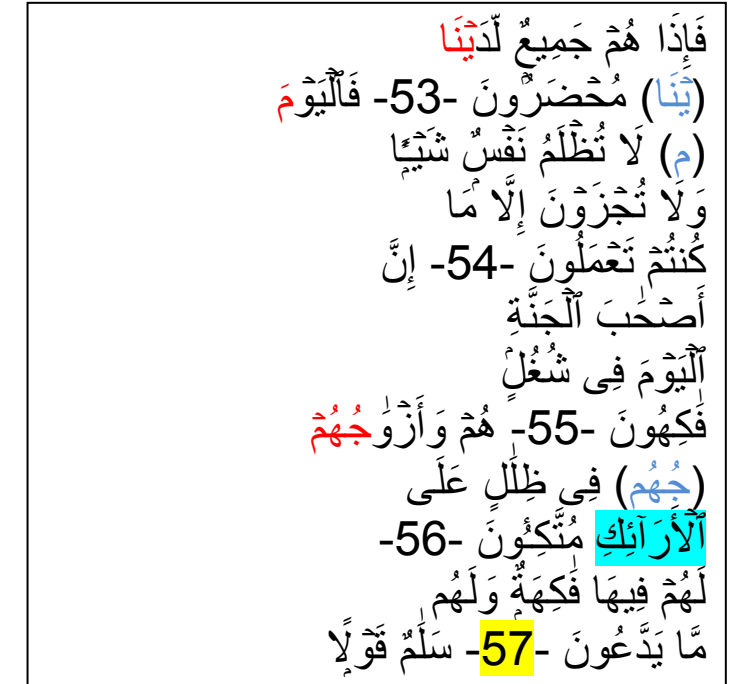 فَإِذَا هُمۡ جَمِيعٌ لَّدَيۡنَا
(يۡنَا) مُحۡضَرُونَ -53- فَٱلۡيَوۡمَ
(م) لَا تُظۡلَمُ نَفۡسٌ شَيۡـًٔا
وَلَا تُجۡزَوۡنَ إِلَّا مَا
كُنتُمۡ تَعۡمَلُونَ -54- إِنَّ
أَصۡحَٰبَ ٱلۡجَنَّةِ
ٱلۡيَوۡمَ فِى شُغُلٍ
فَٰكِهُونَ -55- هُمۡ وَأَزۡوَٰجُهُمۡ
(جُهُم) فِى ظِلَٰلٍ عَلَى
ٱلۡأَرَآئِكِ مُتَّكِـُٔونَ -56-
لَهُمۡ فِيهَا فَٰكِهَةٌ وَلَهُم
مَّا يَدَّعُونَ -57- سَلَٰمٌ قَوۡلًا